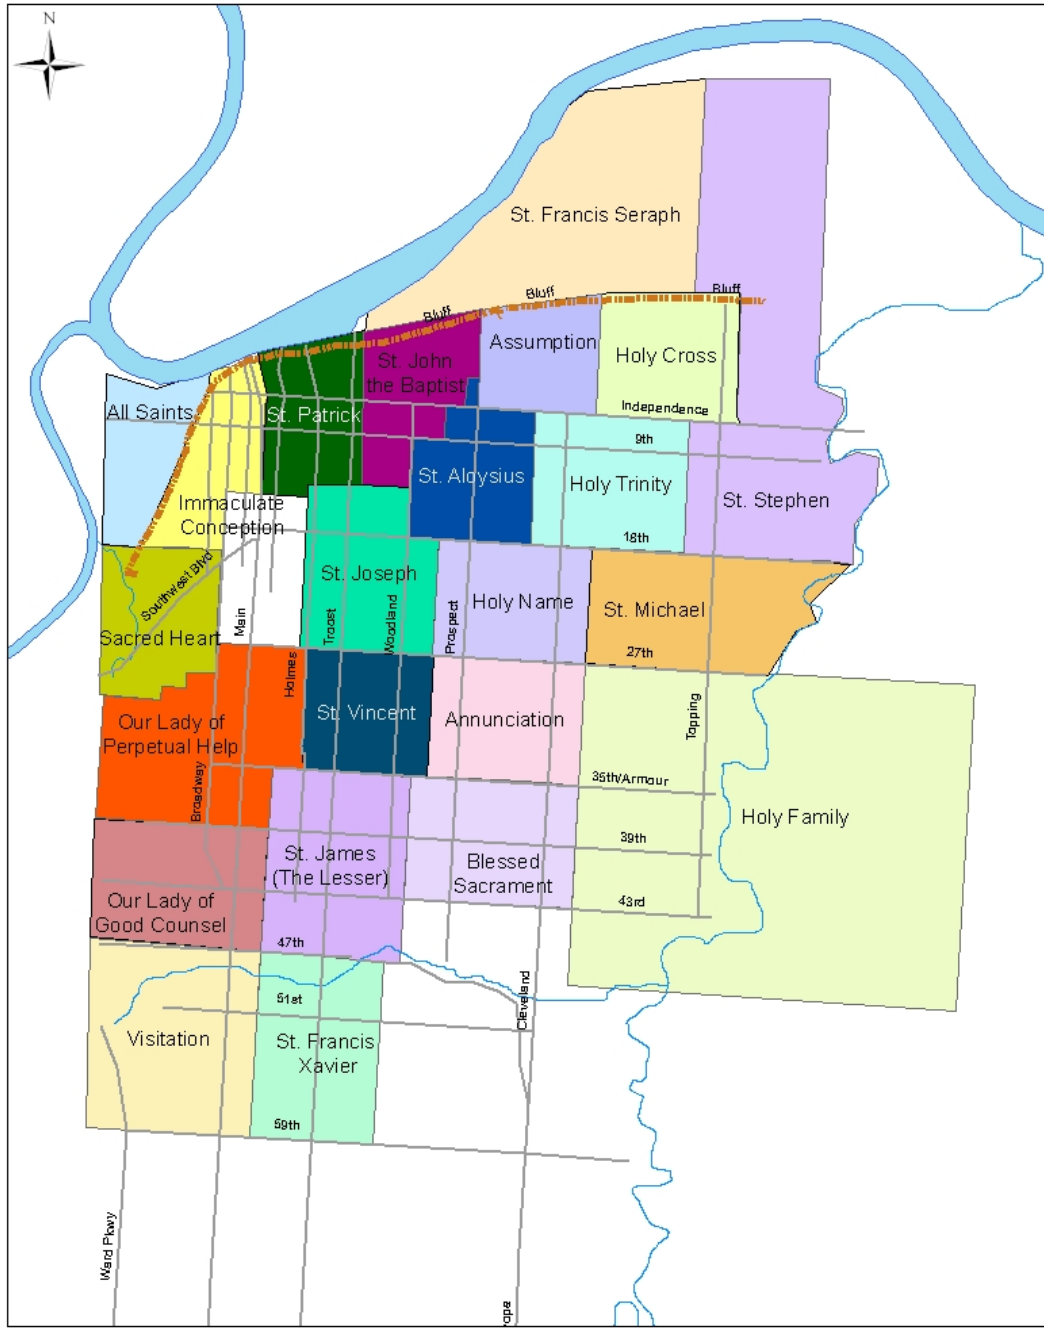 N
St. Francis Seraph
Bluff
Bluff
Bluff
Assumption
St. John
the Baptist
Holy Cross
All Saints
St. Patrick
Independence
9th
St. Aloysius
Holy Trinity
St. Stephen
Immaculate
Conception
18th
Southwest Blvd
St. Joseph
Holy Name
St. Michael
Main
Troost
Woodland
Prospect
Sacred Heart
27th
Holmes
Our Lady of
Perpetual Help
St. Vincent
Annunciation
Topping
Broadway
35th/Armour
Holy Family
39th
St. James
(The Lesser)
Blessed
Sacrament
43rd
Our Lady of
Good Counsel
47th
51st
Cleveland
Visitation
St. Francis
Xavier
59th
Ward Pkwy